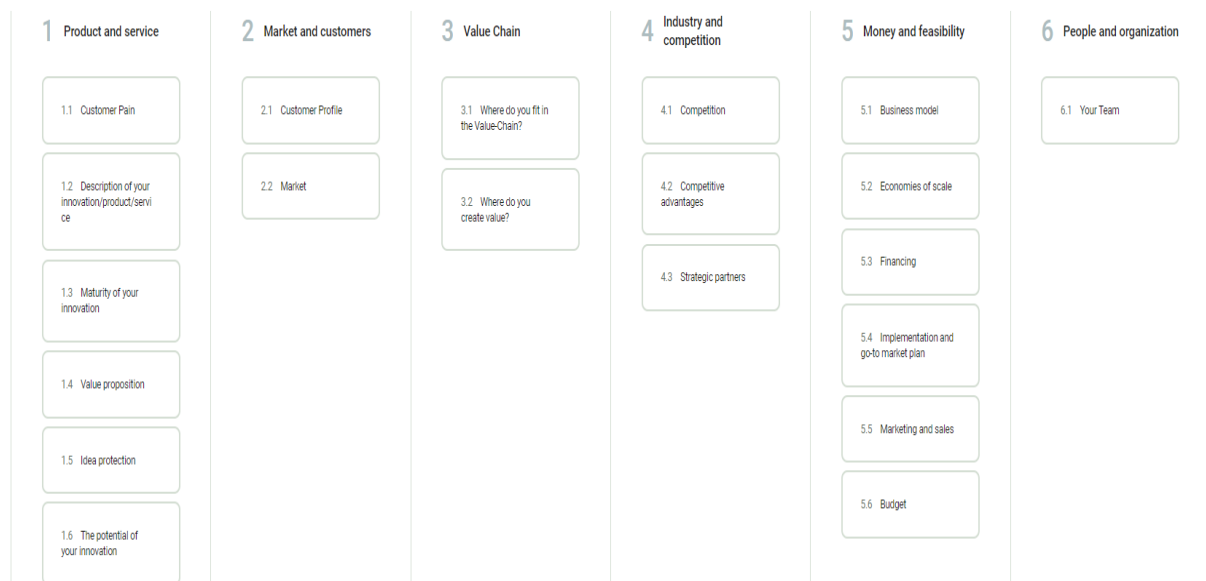 1 Product and service
1.1 Customer Pain
1.2 Description of your
innovation/product/servi
ce
1.3 Maturity of your
innovation
1.4 Value proposition
1.5 Idea protection
1.6 The potential of
your innovation
2 Market and customers
2.1 Customer Profile
2.2 Market
3 Value Chain
3.1 Where do you fit in
the Value-Chain?
3.2 Where do you
create value?
4 Industry and
competition
4.1 Competition
4.2 Competitive
advantages
4.3 Strategic partners
5 Money and feasibility
5.1 Business model
5.2 Economies of scale
5.3 Financing
5.4 Implementation and
go-to market plan
5.5 Marketing and sales
5.6 Budget
6 People and organization
6.1 Your Team